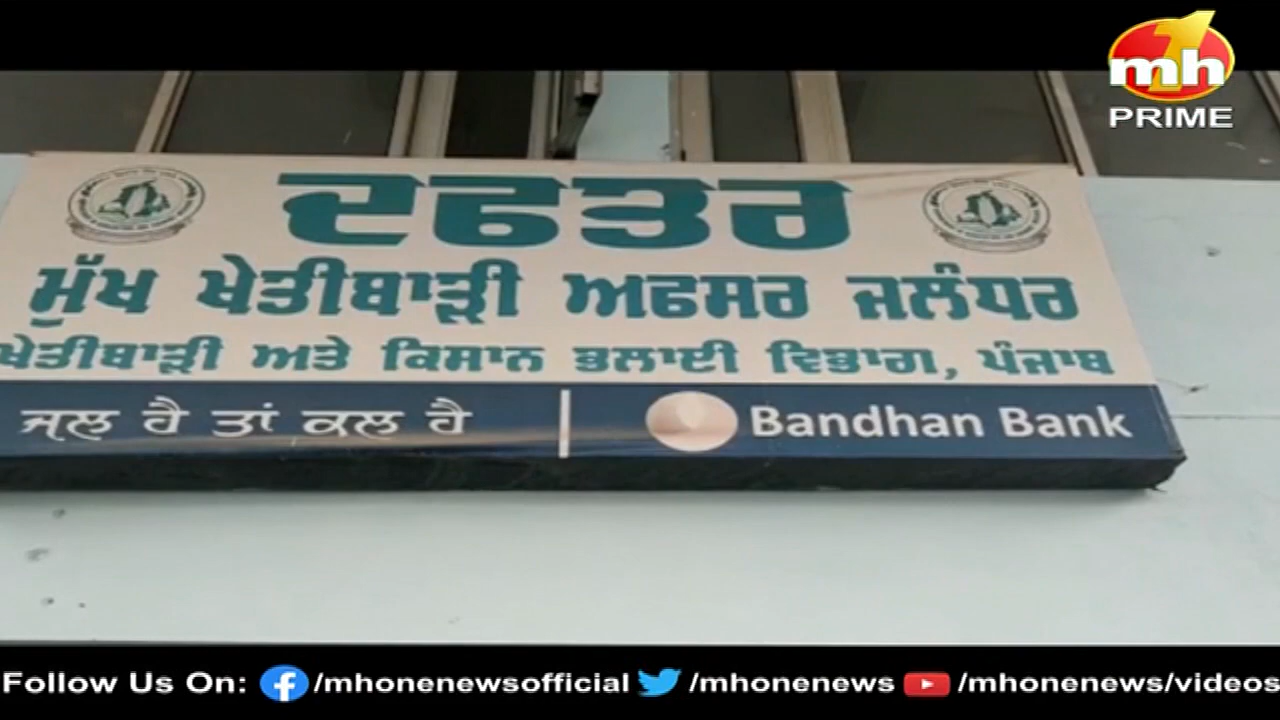 mh 1
PRIME
ਦਫਤਰ
ਮੁੱਖ ਖੇਤੀਬਾੜੀ ਅਫਸਰ ਜਲੰਧਰ
ਖੇਤੀਬਾੜੀ ਅਤੇ ਕਿਸਾਨ ਭਲਾਈ ਵਿਭਾਗ, ਪੰਜਾਬ
ਜਲ ਹੈ ਤਾਂ ਕਲ ਹੈ | Bandhan Bank
Follow Us On: /mhonenewsofficial /mhonenews /mhonenews/videos